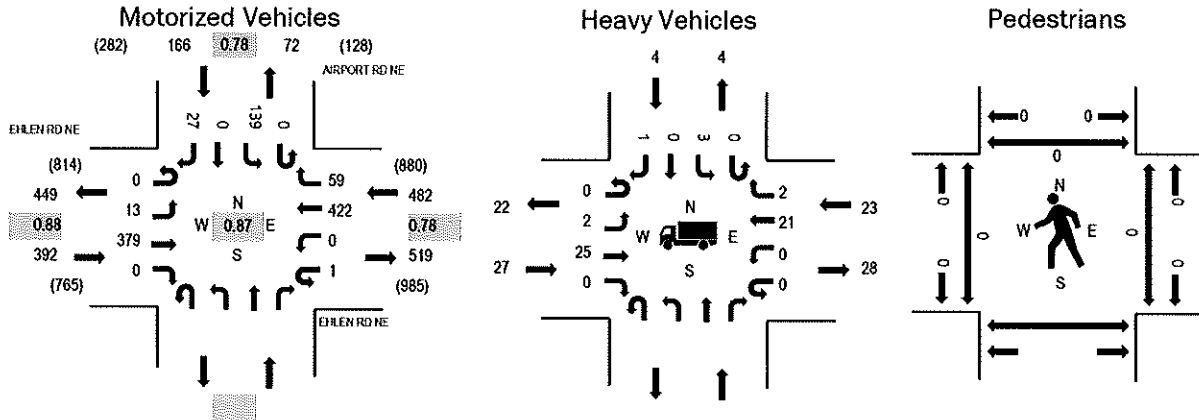 Motorized Vehicles
(282) 166 0.78 72 (128)
AIRPORT RD NE
27 0 139 0
EHLEN RD NE
(814) 0 59 (880)
449 482
13 N 422
0.88 W 0.87 E 0.78
379 0
392 S 519
0 1
(765) (985)
EHLEN RD NE
Heavy Vehicles
4 4
1 0 3 0
0 2
22 23
2 N 21
W E
25 0
27 S 28
0 0
Pedestrians
0 0
0
0 N 0
W E
0 0
0 S 0